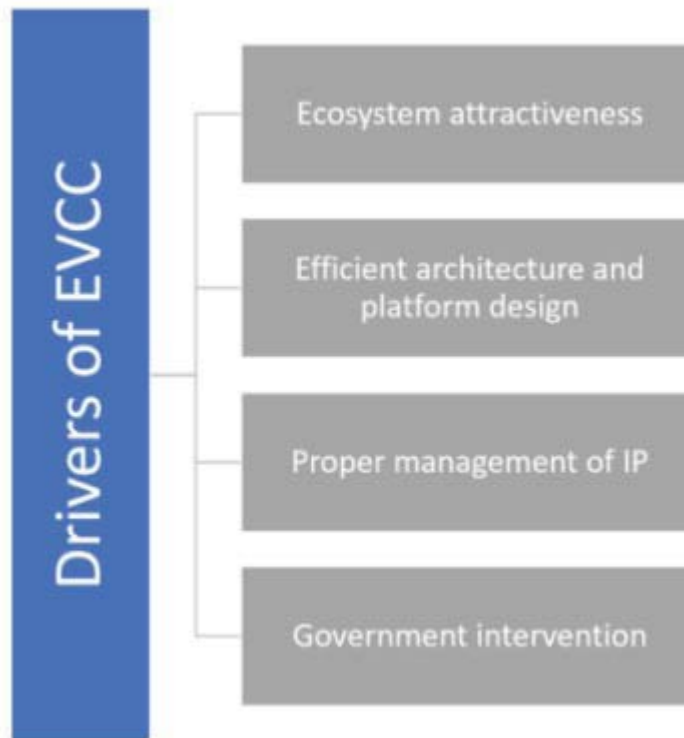 Drivers of EVCC
Ecosystem attractiveness
Efficient architecture and
platform design
Proper management of IP
Government intervention